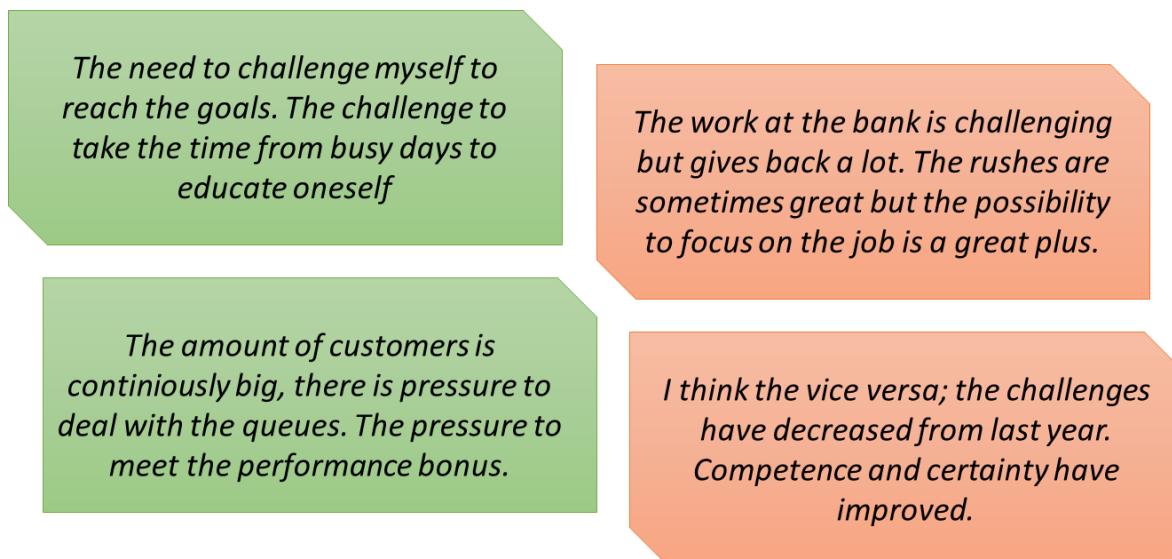 The need to challenge myself to
reach the goals. The challenge to
take the time from busy days to
educate oneself
The work at the bank is challenging
but gives back a lot. The rushes are
sometimes great but the possibility
to focus on the job is a great plus.
The amount of customers is
continiously big, there is pressure to
deal with the queues. The pressure to
meet the performance bonus.
I think the vice versa; the challenges
have decreased from last year.
Competence and certainty have
improved.